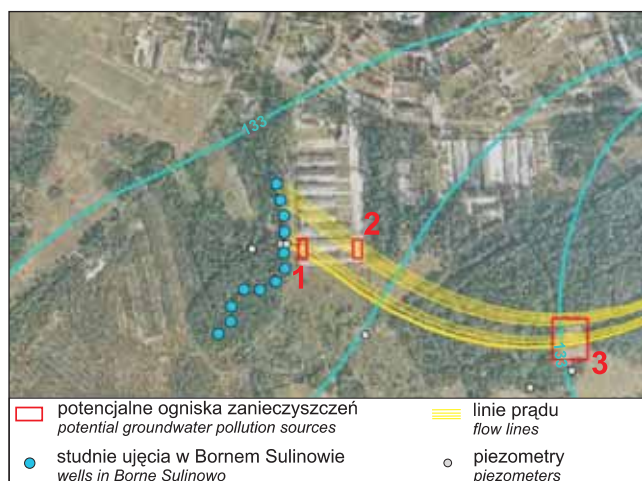 133
2
1
133
3
potencjalne ogniska zanieczyszczeń
potential groundwater pollution sources
linie prądu
flow lines
studnie ujęcia w Bornem Sulinowie
wells in Borne Sulinowo
piezometry
piezometers